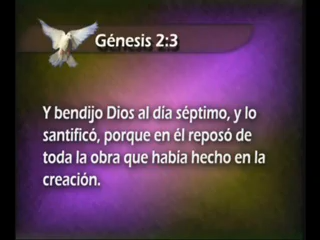 Génesis 2:3
Y bendijo Dios al día séptimo, y lo
santificó, porque en él reposó de
toda la obra que había hecho en la
creación.